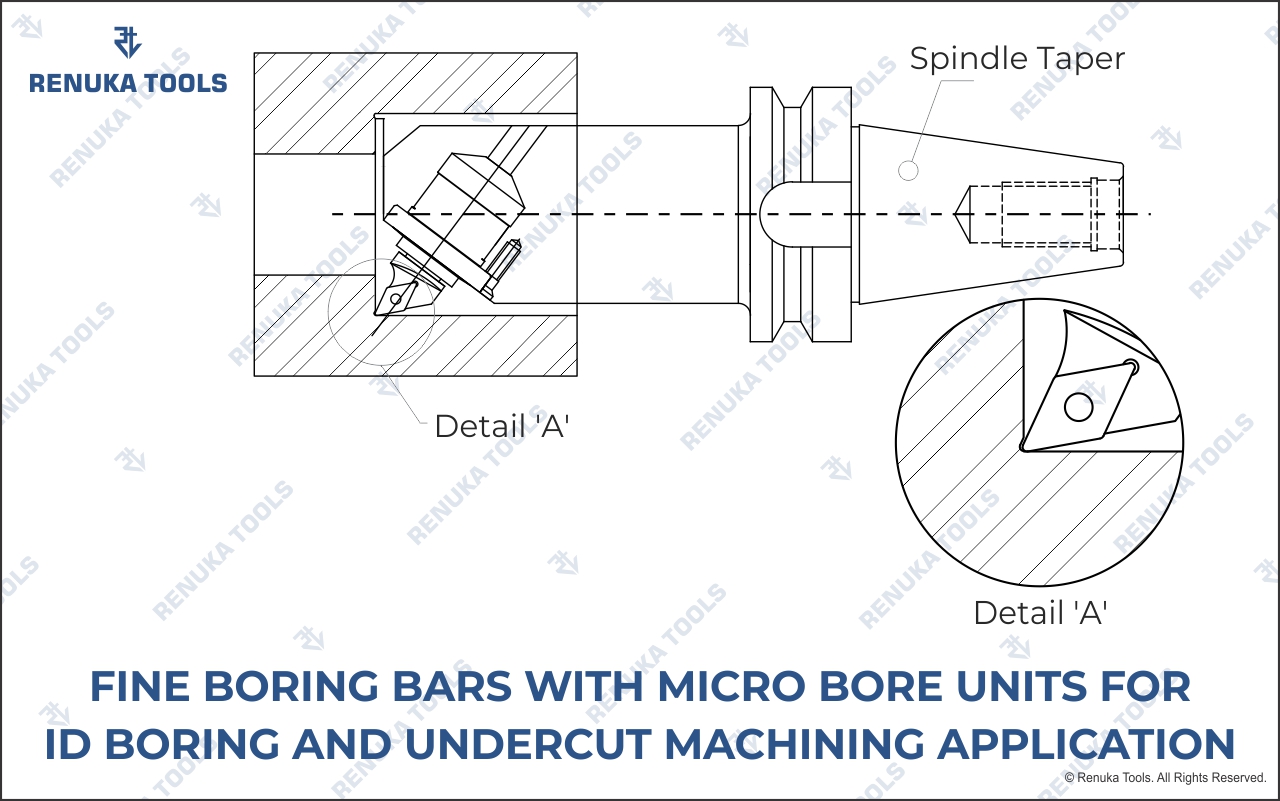 RENUKA TOOLS
Spindle Taper
Detail 'A'
Detail 'A'
FINE BORING BARS WITH MICRO BORE UNITS FOR
ID BORING AND UNDERCUT MACHINING APPLICATION
© Renuka Tools. All Rights Reserved.